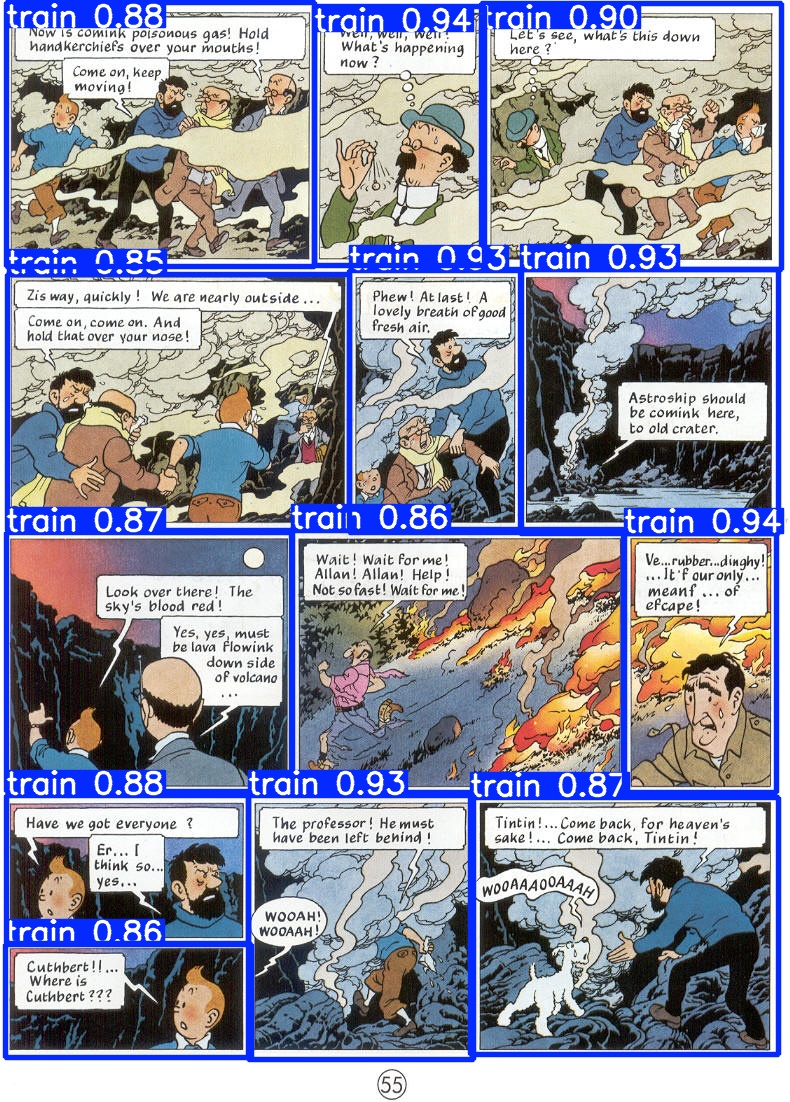 train 0.88
train 0.94
train 0.90
Now is comink poisonous gas! Hold
handkerchiefs over your mouths!
Come on, keep
moving!
Well, well, well!
What's happening
now?
Let's see, what's this down
here?
train 0.85
train 0.93
train 0.93
Zis way, quickly! We are nearly outside...
Come on, come on. And
hold that over your nose!
Phew! At last! A
lovely breath of good
fresh air.
Astroship should
be comink here,
to old crater.
train 0.87
train 0.86
train 0.94
Look over there! The
sky's blood red!
Yes, yes, must
be lava flowink
down side
of volcano
...
Wait! Wait for me!
Allan! Allan! Help!
Not so fast! Wait for me!
Ve...rubber...dinghy!
...It'f our only...
meanf ... of
efcape!
train 0.88
train 0.93
train 0.87
Have we got everyone ?
Er... I
think so...
yes...
train 0.86
Cuthbert!!...
Where is
Cuthbert???
The professor! He must
have been left behind!
WOOAH!
WOOAAH!
Tintin!... Come back, for heaven's
sake!... Come back, Tintin!
WOOAAAOOAAAH
55